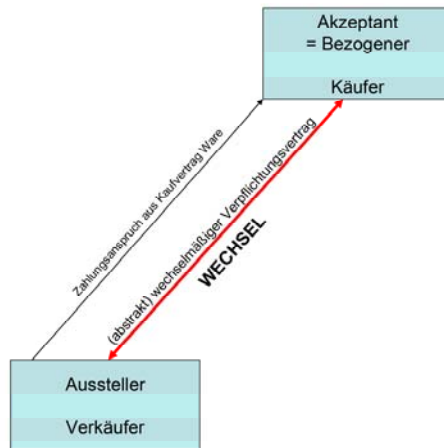 Akzeptant
= Bezogener
Käufer
Zahlungsanspruch aus Kaufvertrag Ware
(abstrakt) wechselmäßiger Verpflichtungsvertrag
WECHSEL
Aussteller
Verkäufer